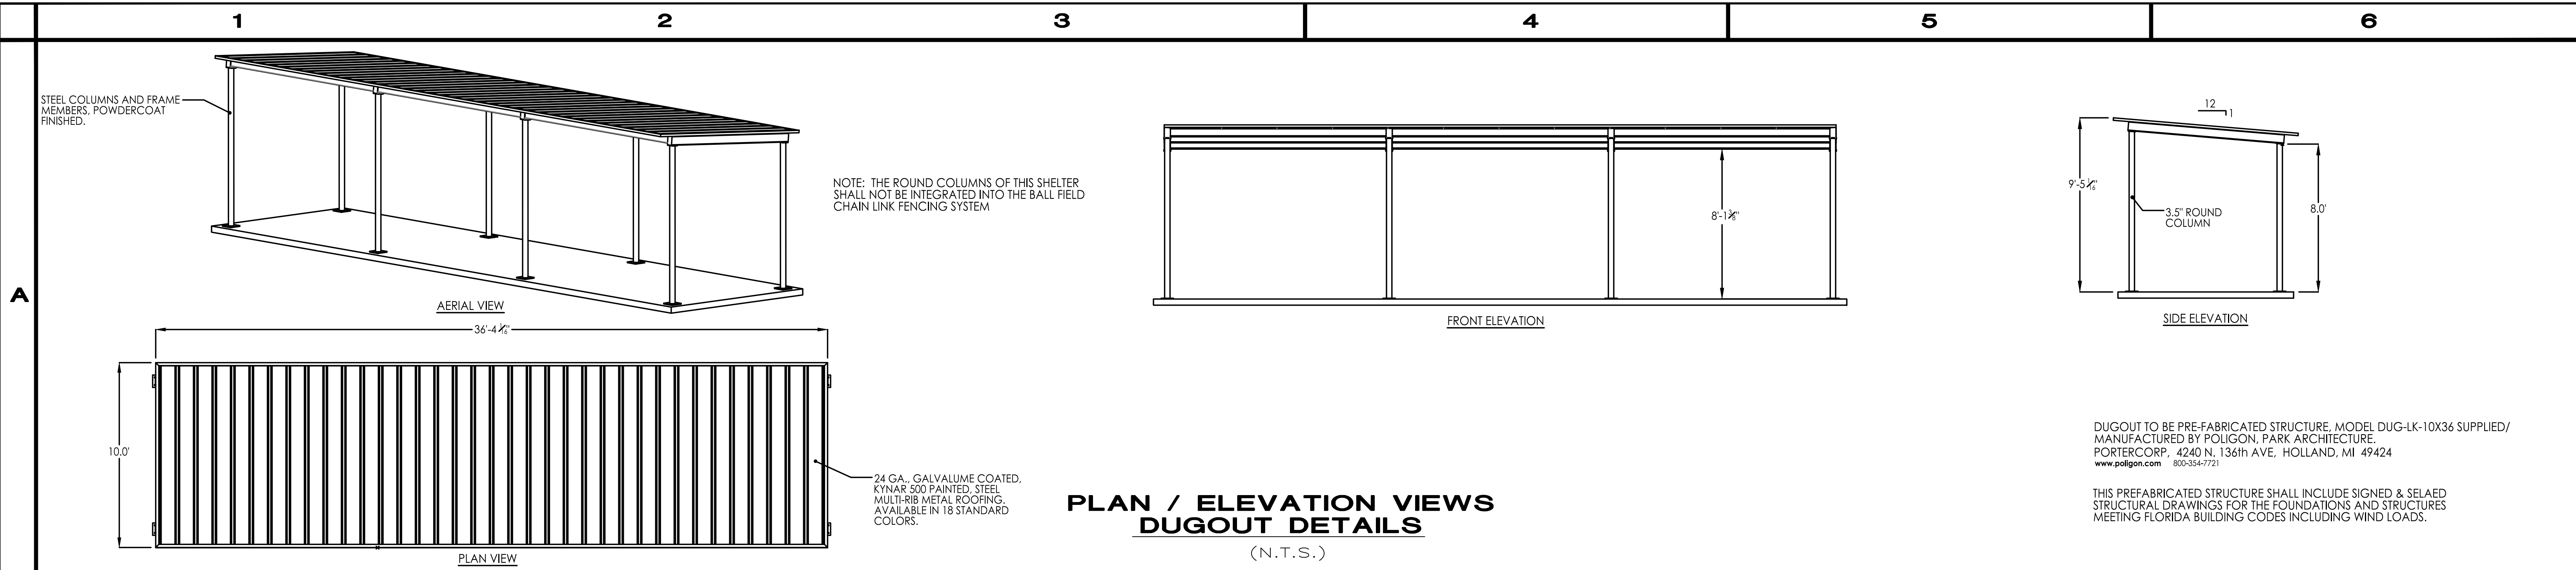 1 2 3 4 5 6
A
STEEL COLUMNS AND FRAME
MEMBERS, POWDERCOAT
FINISHED.
AERIAL VIEW
NOTE: THE ROUND COLUMNS OF THIS SHELTER
SHALL NOT BE INTEGRATED INTO THE BALL FIELD
CHAIN LINK FENCING SYSTEM
8'-1⅜"
FRONT ELEVATION
12
1
9'-5 1/16"
3.5" ROUND
COLUMN
8.0'
SIDE ELEVATION
36'-4
10.0'
24 GA., GALVALUME COATED,
KYNAR 500 PAINTED, STEEL
MULTI-RIB METAL ROOFING.
AVAILABLE IN 18 STANDARD
COLORS.
PLAN VIEW
PLAN / ELEVATION VIEWS
DUGOUT DETAILS
(N.T.S.)
DUGOUT TO BE PRE-FABRICATED STRUCTURE, MODEL DUG-LK-10X36 SUPPLIED/
MANUFACTURED BY POLIGON, PARK ARCHITECTURE.
PORTERCORP, 4240 N. 136th AVE, HOLLAND, MI 49424
www.poligon.com 800-354-7721
THIS PREFABRICATED STRUCTURE SHALL INCLUDE SIGNED & SELAED
STRUCTURAL DRAWINGS FOR THE FOUNDATIONS AND STRUCTURES
MEETING FLORIDA BUILDING CODES INCLUDING WIND LOADS.